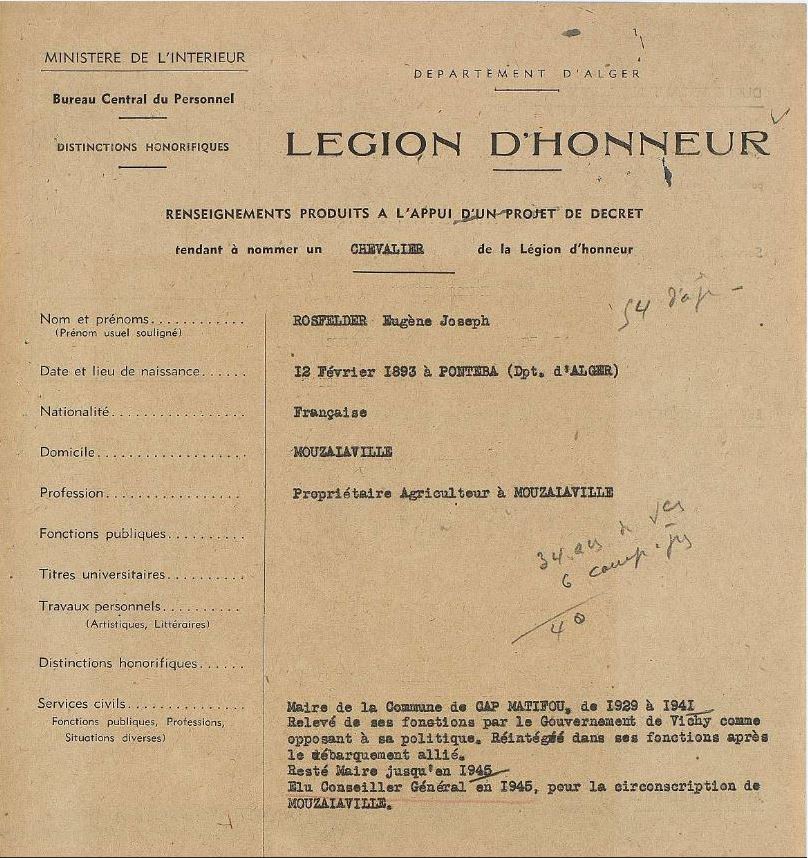 MINISTERE DE L'INTERIEUR
Bureau Central du Personnel
DISTINCTIONS HONORIFIQUES
DEPARTEMENT D'ALGER
LEGION D'HONNEUR
RENSEIGNEMENTS PRODUITS A L'APPUI D'UN PROJET DE DECRET
tendant à nommer un CHEVALIER de la Légion d'honneur
54 d'âge
Nom et prénoms............ ROSFELDER Eugène Joseph
(Prénom usuel souligné)
Date et lieu de naissance...... 12 Février 1893 à PONTEBA (Dpt. d'ALGER)
Nationalité................. Française
Domicile................... MOUZAIAVILLE
Profession.................. Propriétaire Agriculteur à MOUZAIAVILLE
34 ans de
6
40
Fonctions publiques..........
Titres universitaires..........
Travaux personnels..........
(Artistiques, Littéraires)
Distinctions honorifiques......
Services civils............... Maire de la Commune de CAP MATIFOU, de 1929 à 1941
Fonctions publiques, Professions, Relevé de ses fonctions par le Gouvernement de Vichy comme
Situations diverses) opposant à sa politique. Réintégré dans ses fonctions après
le débarquement allié.
Resté Maire jusqu'en 1945
Elu Conseiller Général en 1945, pour la circonscription de
MOUZAIAVILLE.